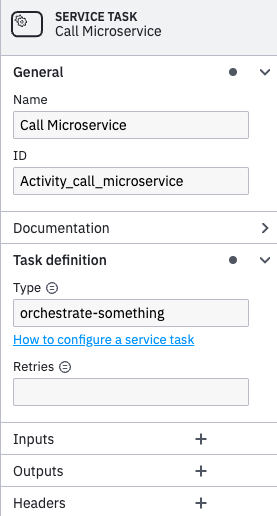 SERVICE TASK
Call Microservice
General
Name
Call Microservice
ID
Activity_call_microservice
Documentation
Task definition
Type
orchestrate-something
How to configure a service task
Retries
Inputs
Outputs
Headers